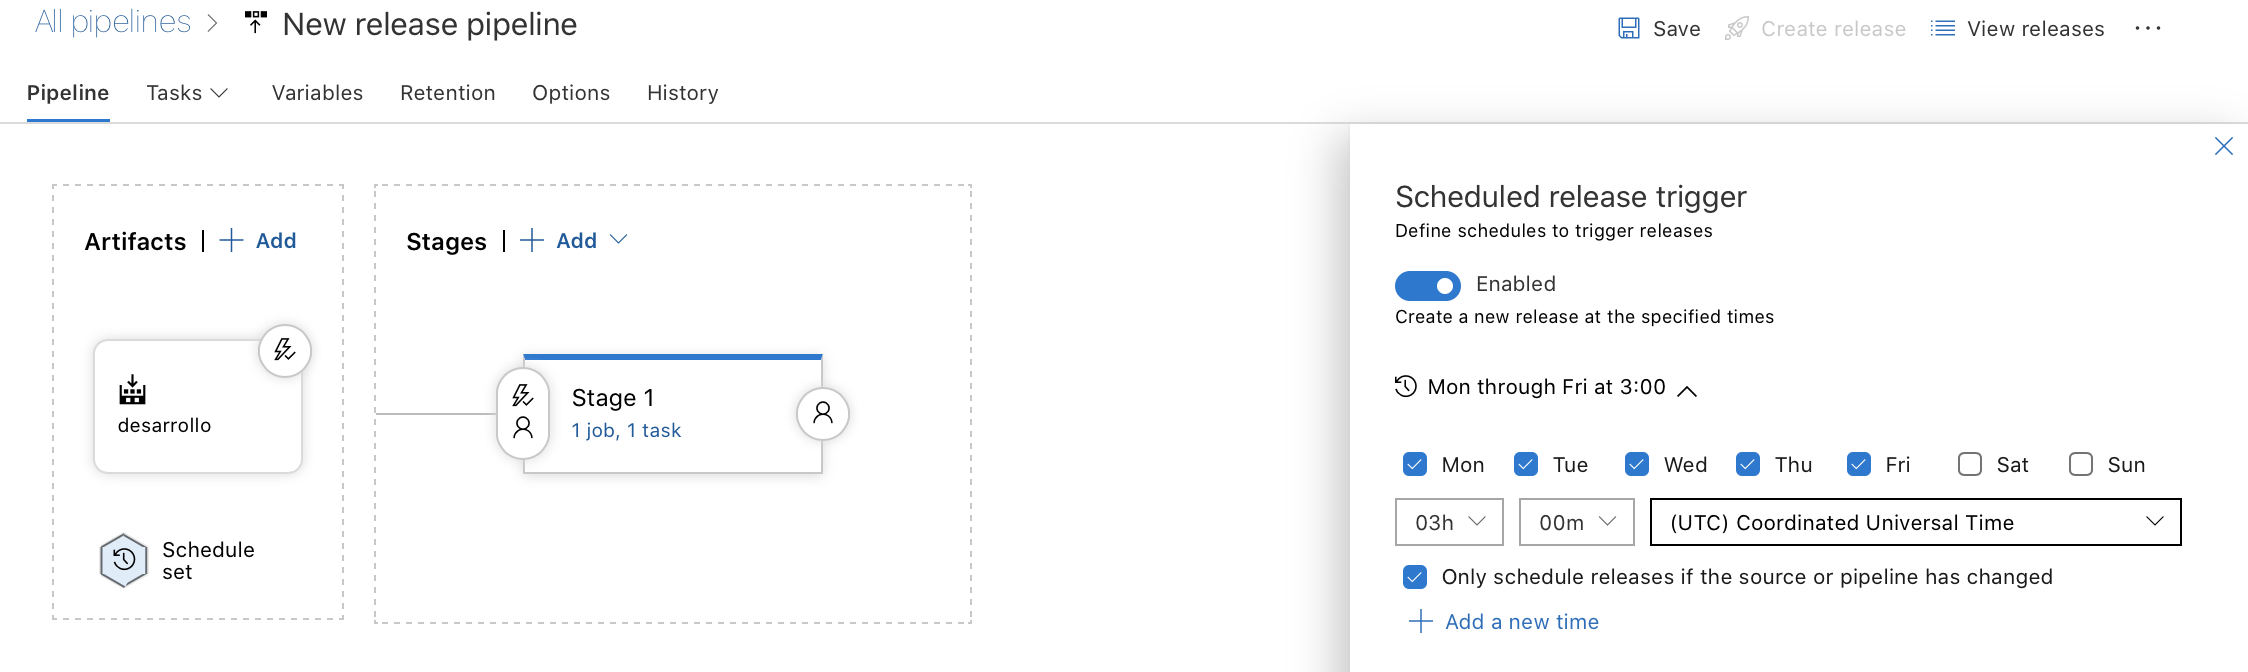 All pipelines > New release pipeline
Save Create release View releases ...
Pipeline Tasks Variables Retention Options History
Artifacts | + Add
desarrollo
Schedule
set
Stages | + Add
Stage 1
1 job, 1 task
Scheduled release trigger
Define schedules to trigger releases
Enabled
Create a new release at the specified times
Mon through Fri at 3:00
Mon Tue Wed Thu Fri Sat Sun
03h 00m (UTC) Coordinated Universal Time
Only schedule releases if the source or pipeline has changed
+ Add a new time